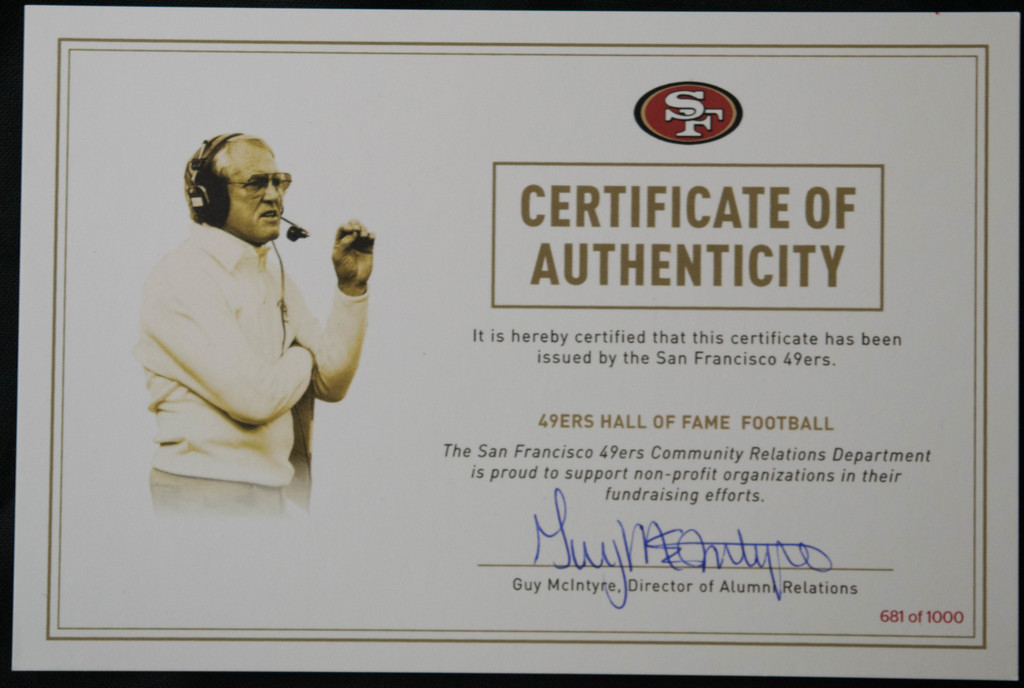 SF
CERTIFICATE OF
AUTHENTICITY
It is hereby certified that this certificate has been
issued by the San Francisco 49ers.
49ERS HALL OF FAME FOOTBALL
The San Francisco 49ers Community Relations Department
is proud to support non-profit organizations in their
fundraising efforts.
Guy McIntyre
Guy McIntyre, Director of Alumni Relations
681 of 1000